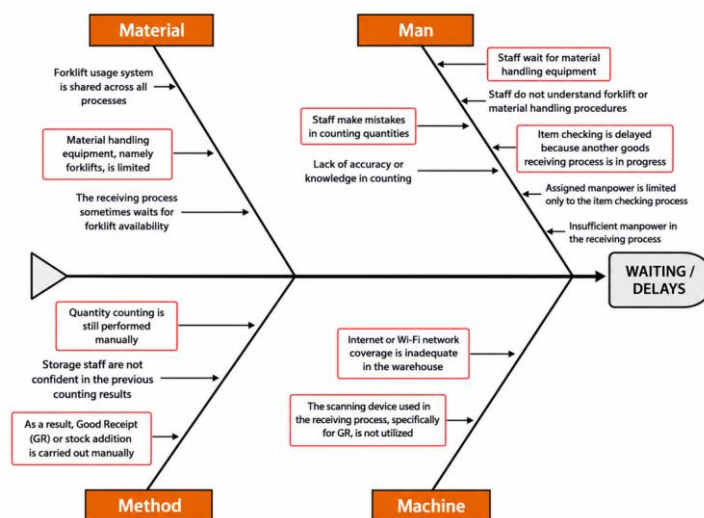 Material
Man
Forklift usage system
is shared across all
processes
Material handling
equipment, namely
forklifts, is limited
The receiving process
sometimes waits for
forklift availability
Staff wait for material
handling equipment
Staff do not understand forklift or
material handling procedures
Staff make mistakes
in counting quantities
Item checking is delayed
because another goods
receiving process is in progress
Lack of accuracy or
knowledge in counting
Assigned manpower is limited
only to the item checking process
Insufficient manpower in
the receiving process
WAITING /
DELAYS
Quantity counting is
still performed
manually
Storage staff are not
confident in the previous
counting results
As a result, Good Receipt
(GR) or stock addition
is carried out manually
Internet or Wi-Fi network
coverage is inadequate
in the warehouse
The scanning device used in
the receiving process, specifically
for GR, is not utilized
Method
Machine